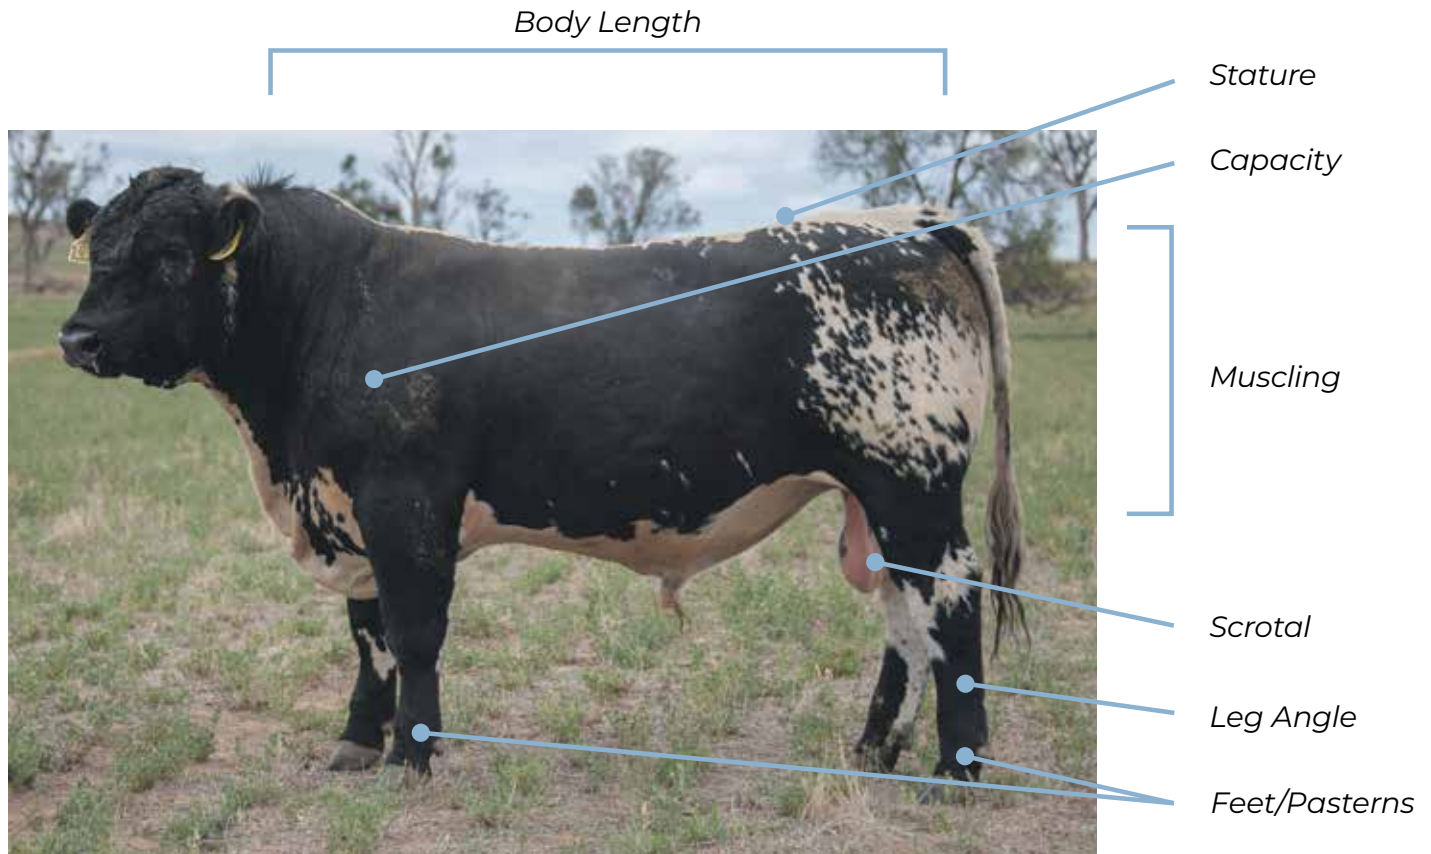 Body Length
Stature
Capacity
Muscling
Scrotal
Leg Angle
Feet/Pasterns